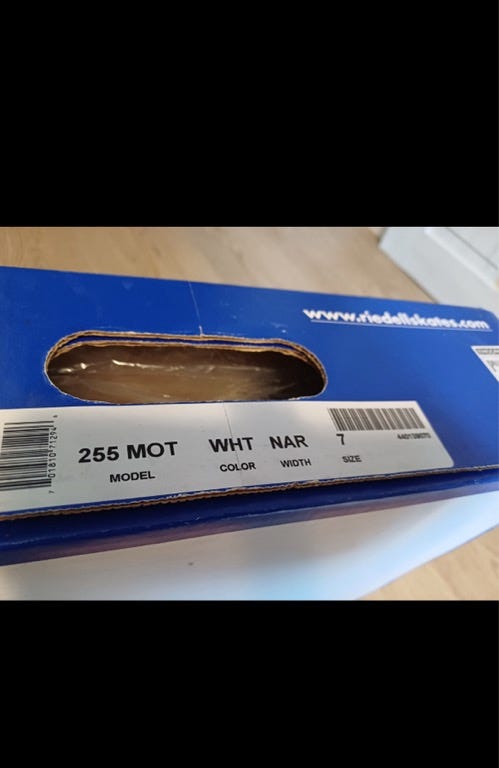 www.riedellskates.com
255 MOT WHT NAR 7
MODEL COLOR WIDTH SIZE